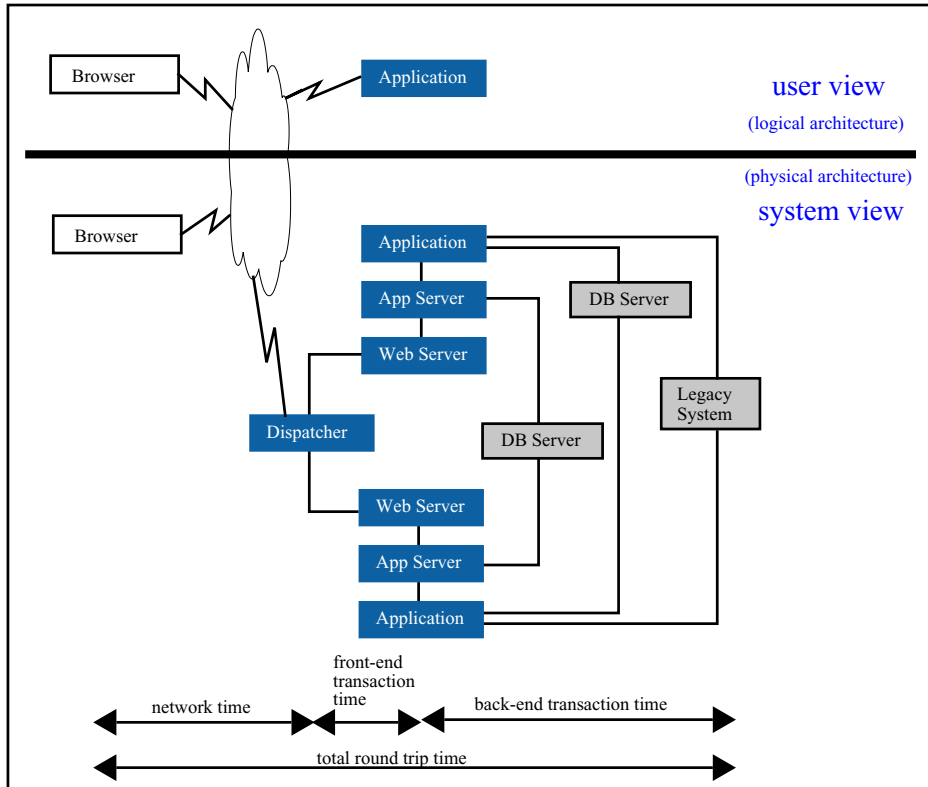 Browser
Application
user view
(logical architecture)
(physical architecture)
system view
Browser
Application
App Server
DB Server
Web Server
Legacy
System
Dispatcher
DB Server
Web Server
App Server
Application
front-end
transaction
time
network time
back-end transaction time
total round trip time